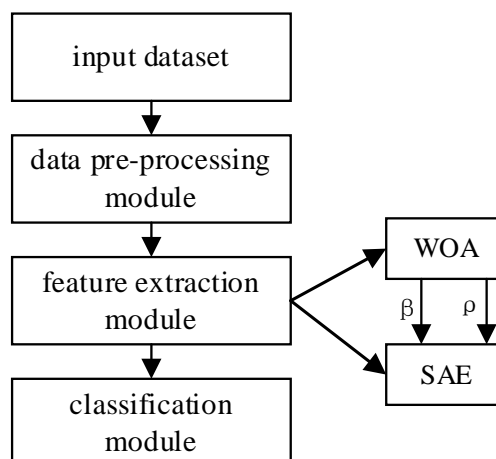 input dataset
data pre-processing
module
feature extraction
module
WOA
β
ρ
SAE
classification
module